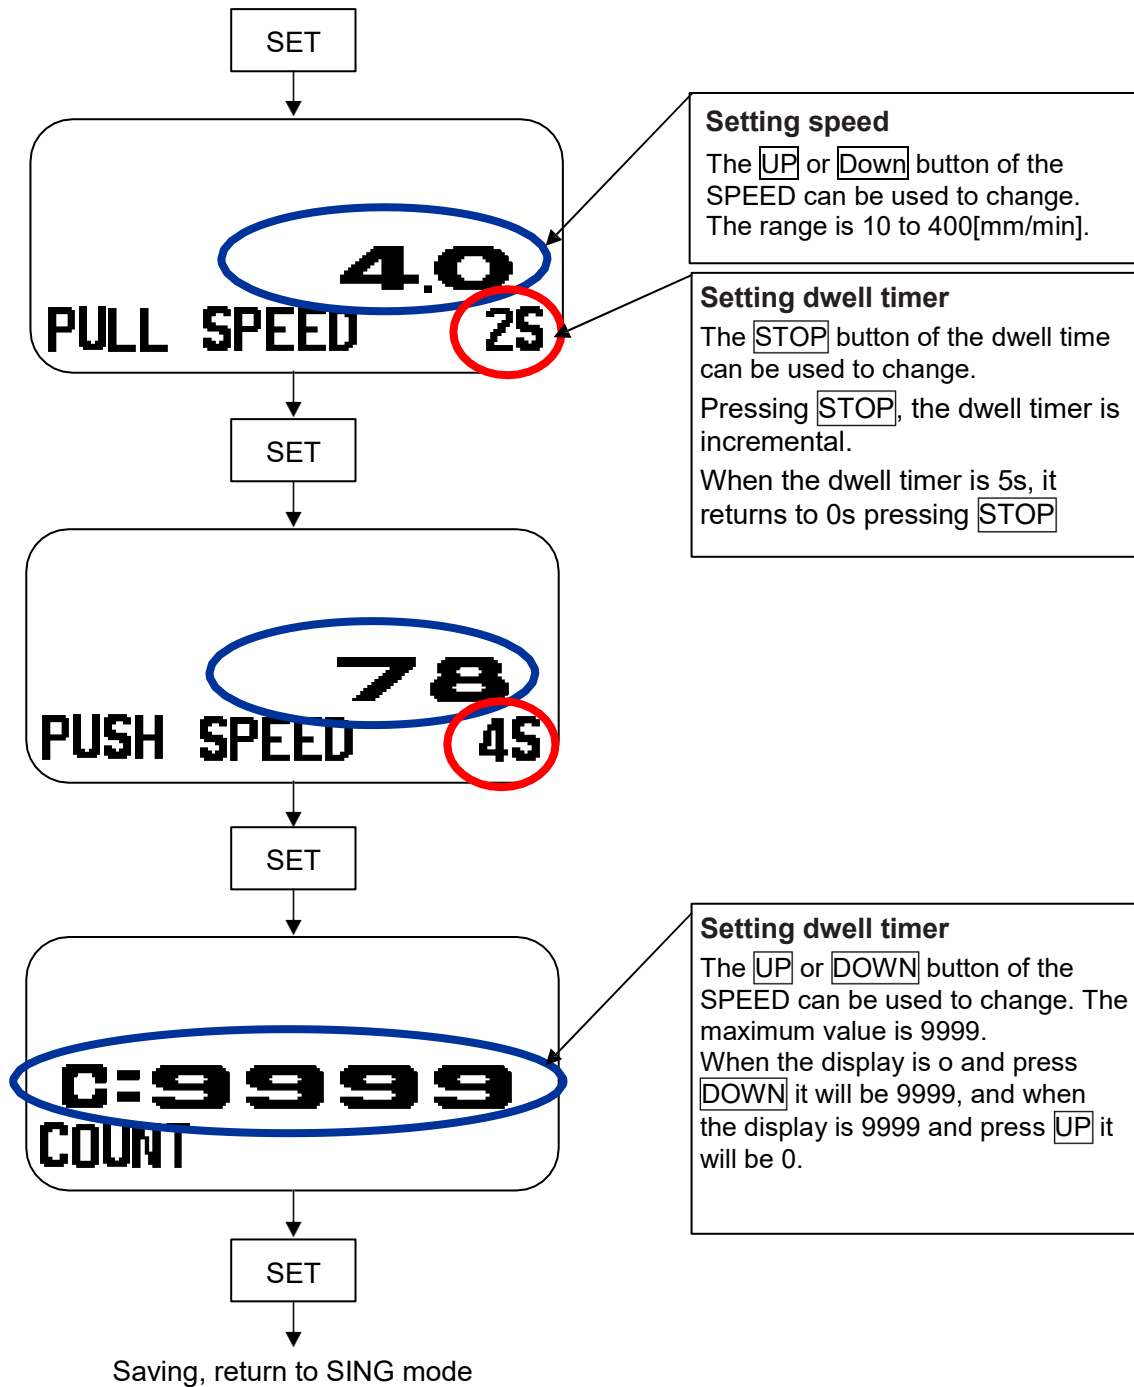 SET
4.0
PULL SPEED 2S
Setting speed
The UP or Down button of the
SPEED can be used to change.
The range is 10 to 400[mm/min].
Setting dwell timer
The STOP button of the dwell time
can be used to change.
Pressing STOP, the dwell timer is
incremental.
When the dwell timer is 5s, it
returns to 0s pressing STOP
SET
78
PUSH SPEED 4S
SET
C:9999
COUNT
Setting dwell timer
The UP or DOWN button of the
SPEED can be used to change. The
maximum value is 9999.
When the display is o and press
DOWN it will be 9999, and when
the display is 9999 and press UP it
will be 0.
SET
Saving, return to SING mode